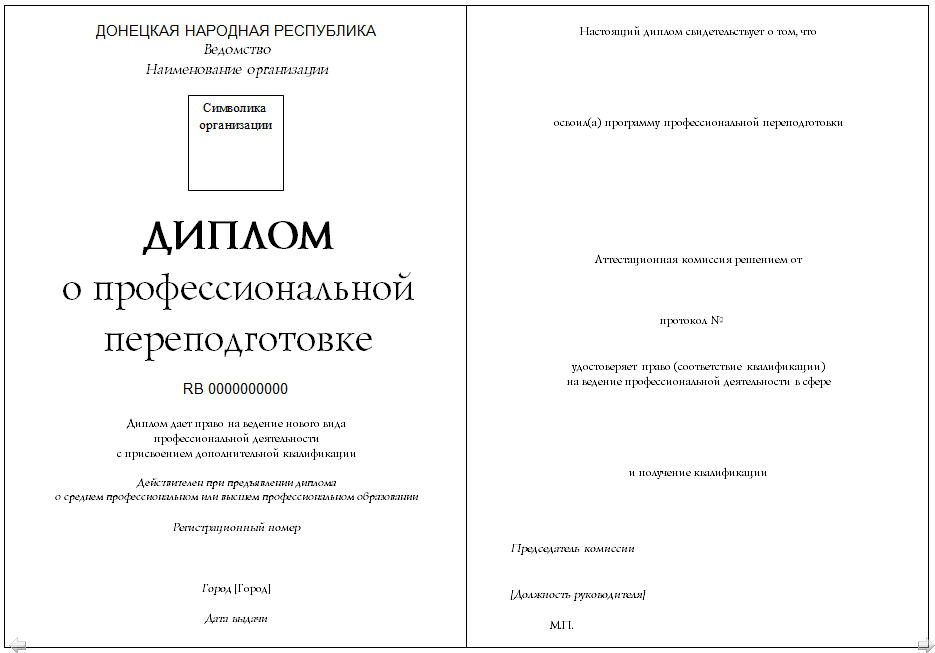 ДОНЕЦКАЯ НАРОДНАЯ РЕСПУБЛИКА
Ведомство
Наименование организации
Символика
организации
ДИПЛОМ
о профессиональной
переподготовке
RB 0000000000
Диплом дает право на ведение нового вида
профессиональной деятельности
с присвоением дополнительной квалификации
Действителен при предъявлении диплома
о среднем профессиональном или высшем профессиональном образовании
Регистрационный номер
Город [Город]
Дата выдачи
Настоящий диплом свидетельствует о том, что
освоил(а) программу профессиональной переподготовки
Аттестационная комиссия решением от
протокол №
удостоверяет право (соответствие квалификации)
на ведение профессиональной деятельности в сфере
и получение квалификации
Председатель комиссии
[Должность руководителя]
М.П.